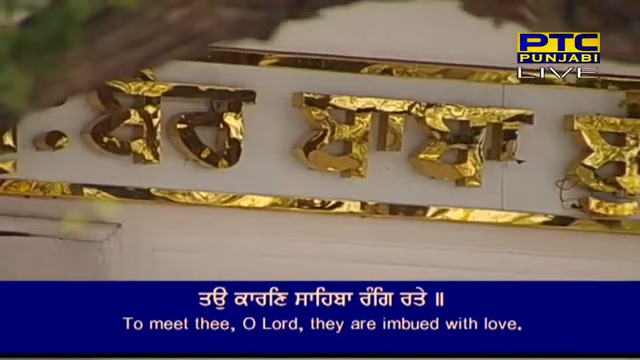 PTC
PUNJABI
LIVE
ਬੇਰ ਬਾਬਾ
ਤਉ ਕਾਰਣਿ ਸਾਹਿਬਾ ਰੰਗਿ ਰਤੇ ॥
To meet thee, O Lord, they are imbued with love.